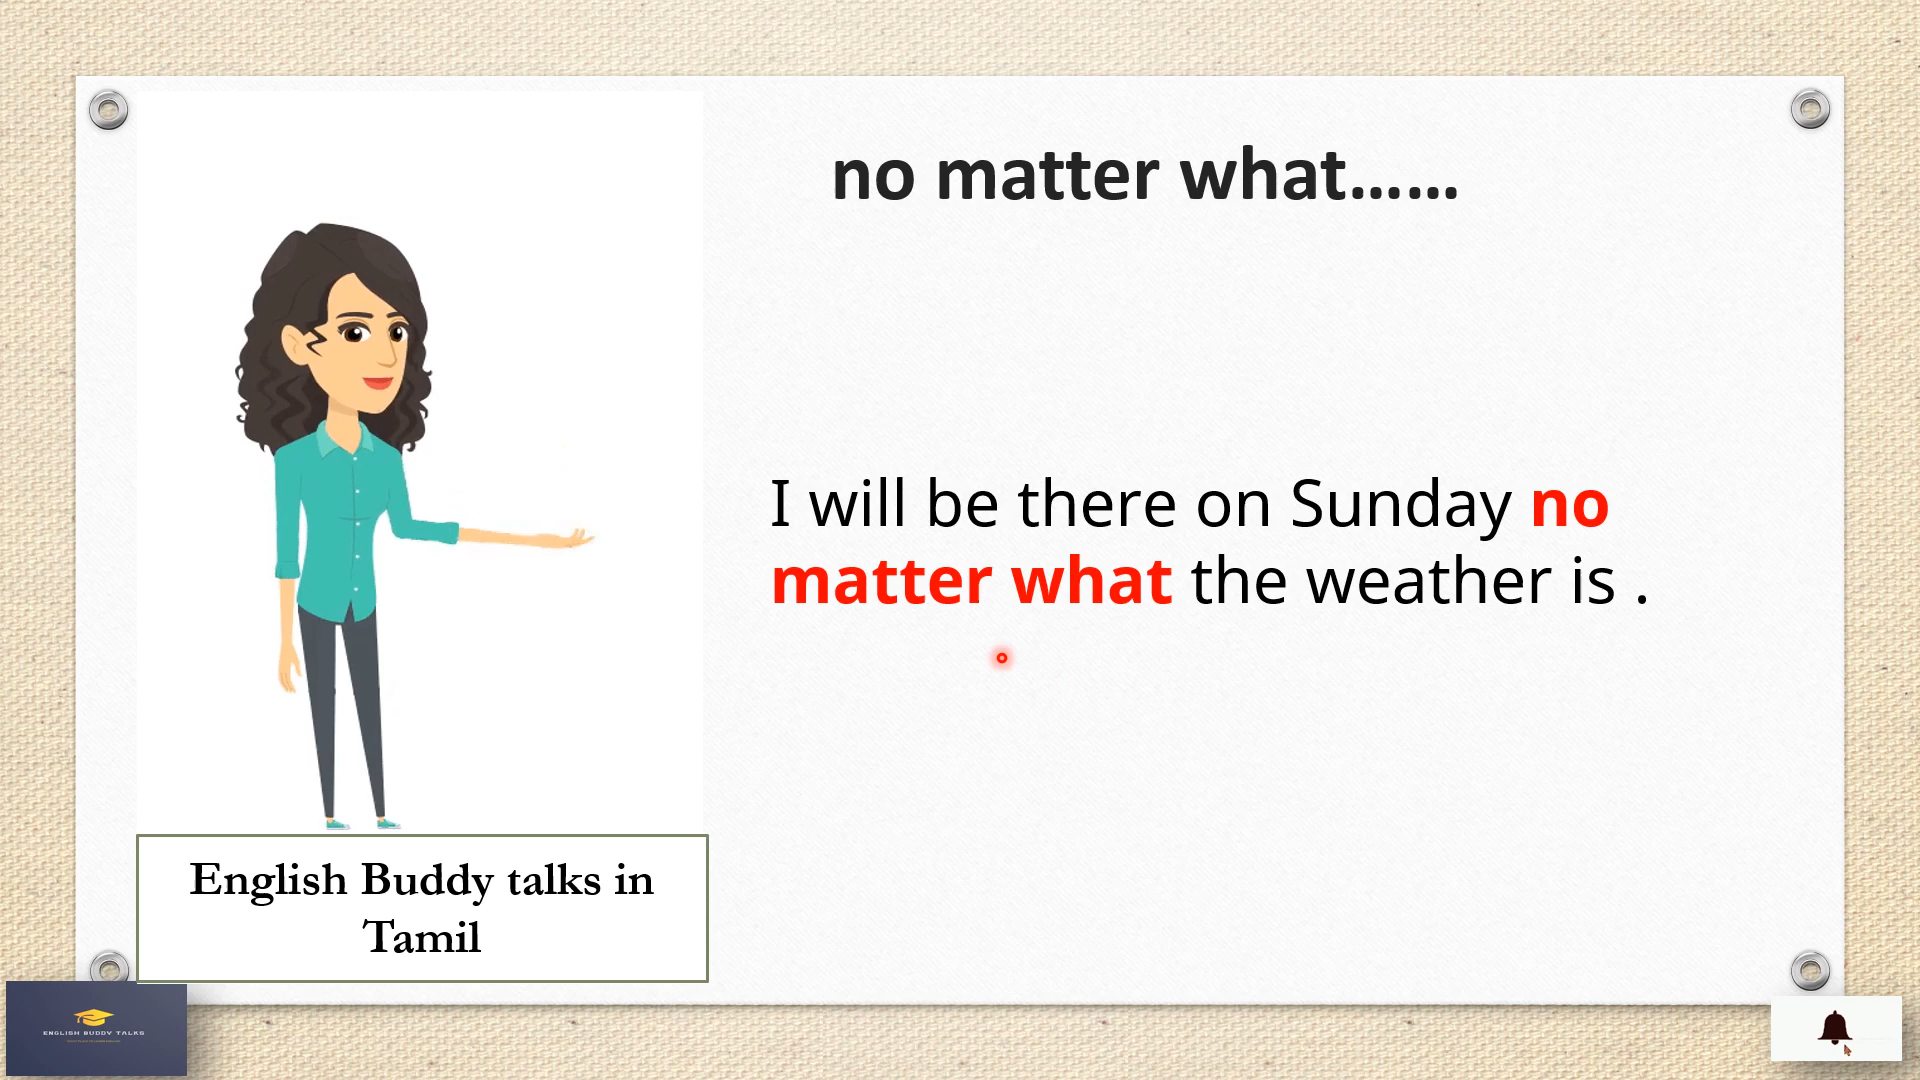 no matter what......
I will be there on Sunday no
matter what the weather is .
English Buddy talks in
Tamil
ENGLISH BUDDY TALKS